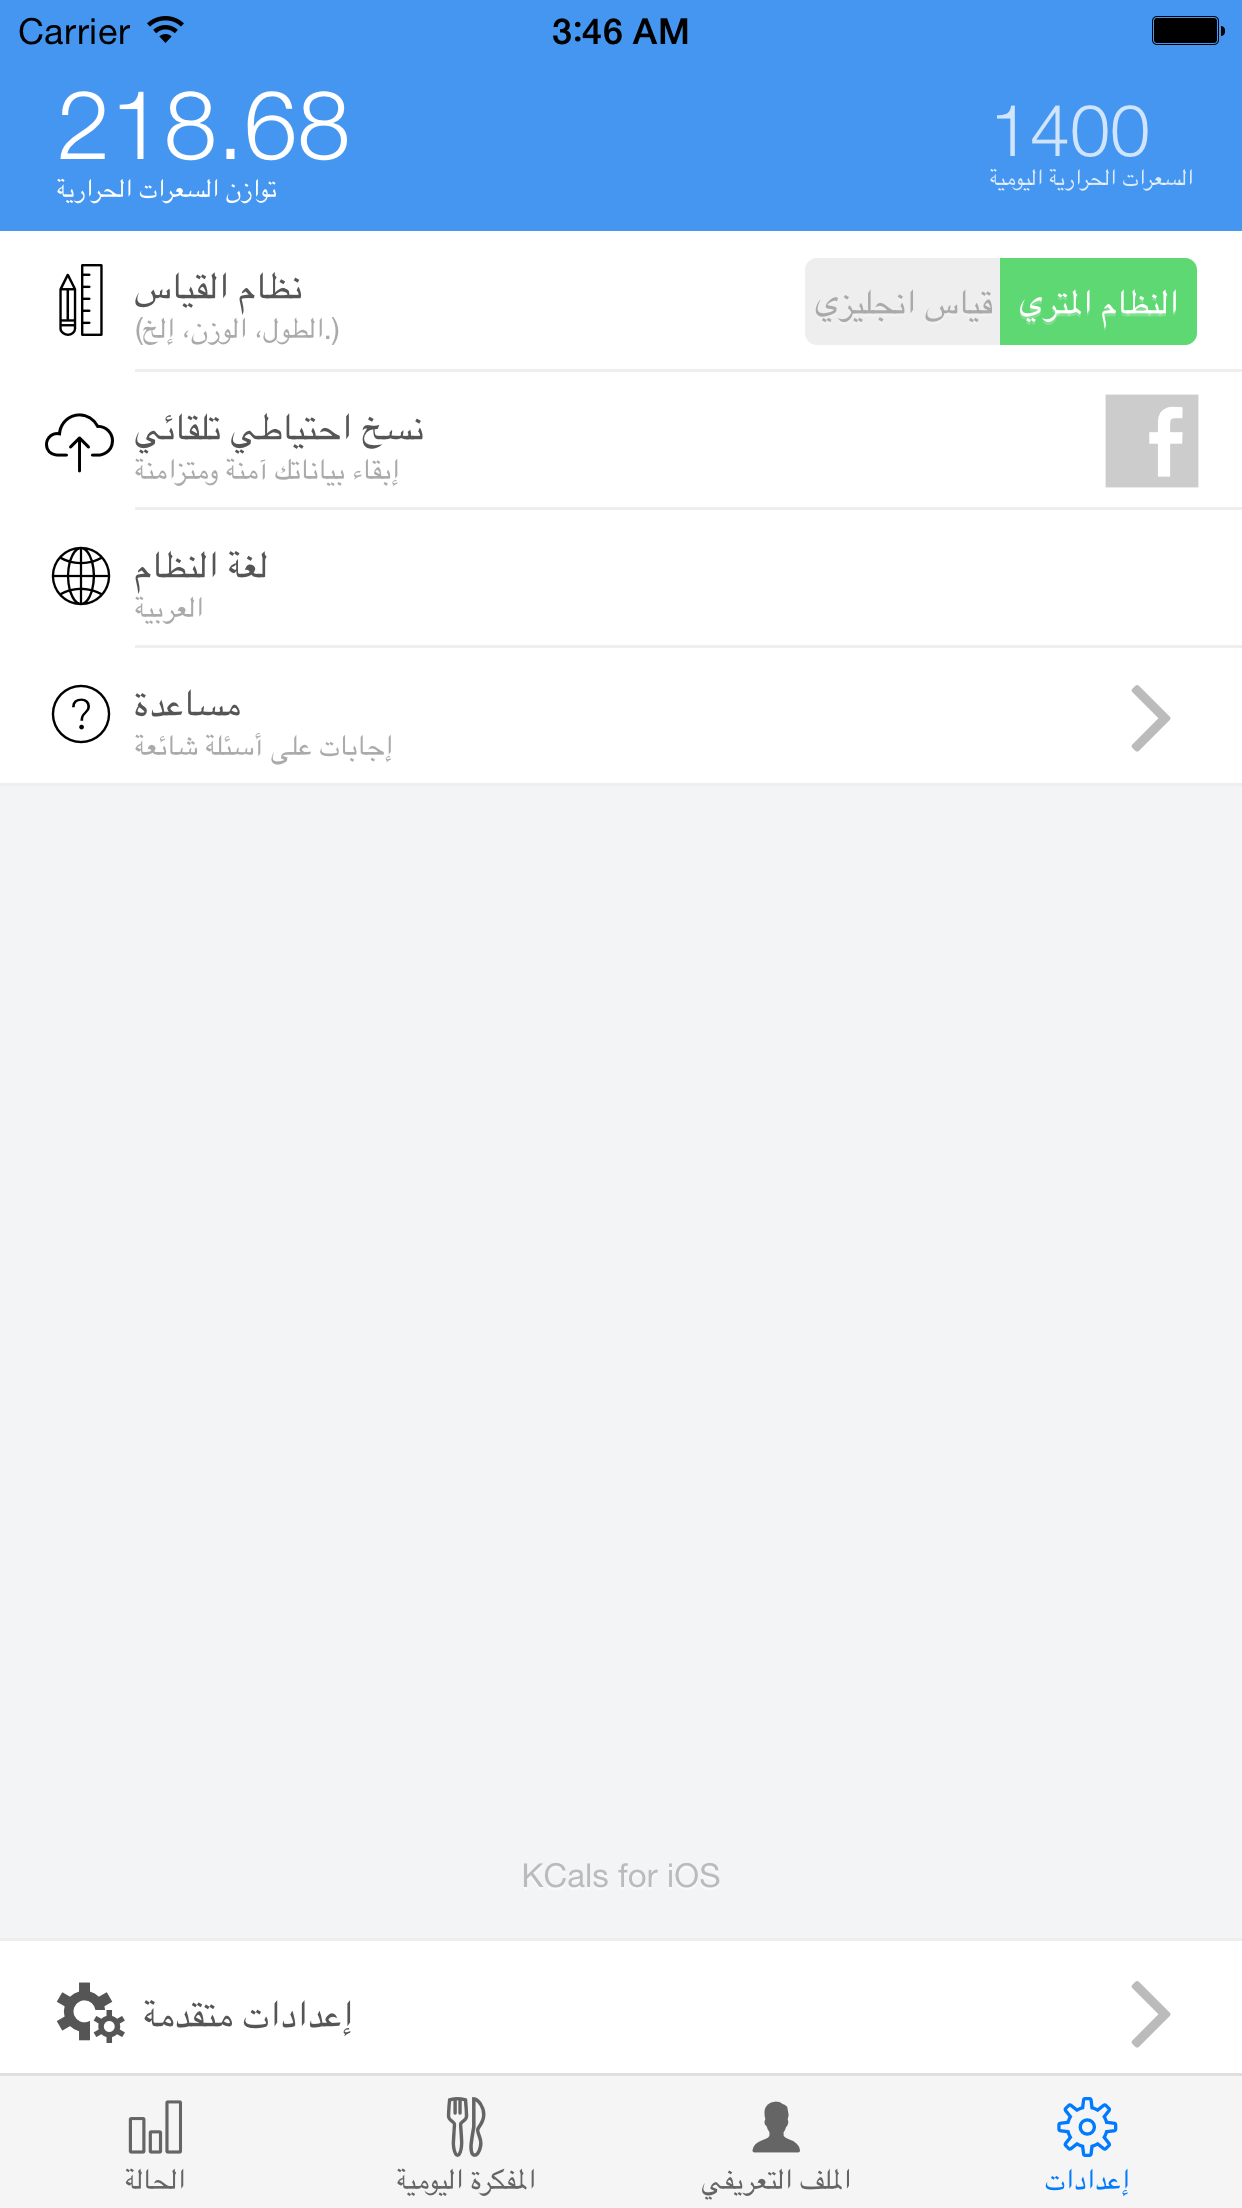 Carrier 3:46 AM
218.68
توازن السعرات الحرارية
1400
السعرات الحرارية اليومية
نظام القياس
(الطول، الوزن، إلخ.)
قياس انجليزي
النظام المتري
نسخ احتياطي تلقائي
إبقاء بياناتك آمنة ومتزامنة
f
لغة النظام
العربية
?
مساعدة
إجابات على أسئلة شائعة
KCals for iOS
إعدادات متقدمة
الحالة
المفكرة اليومية
الملف التعريفي
إعدادات